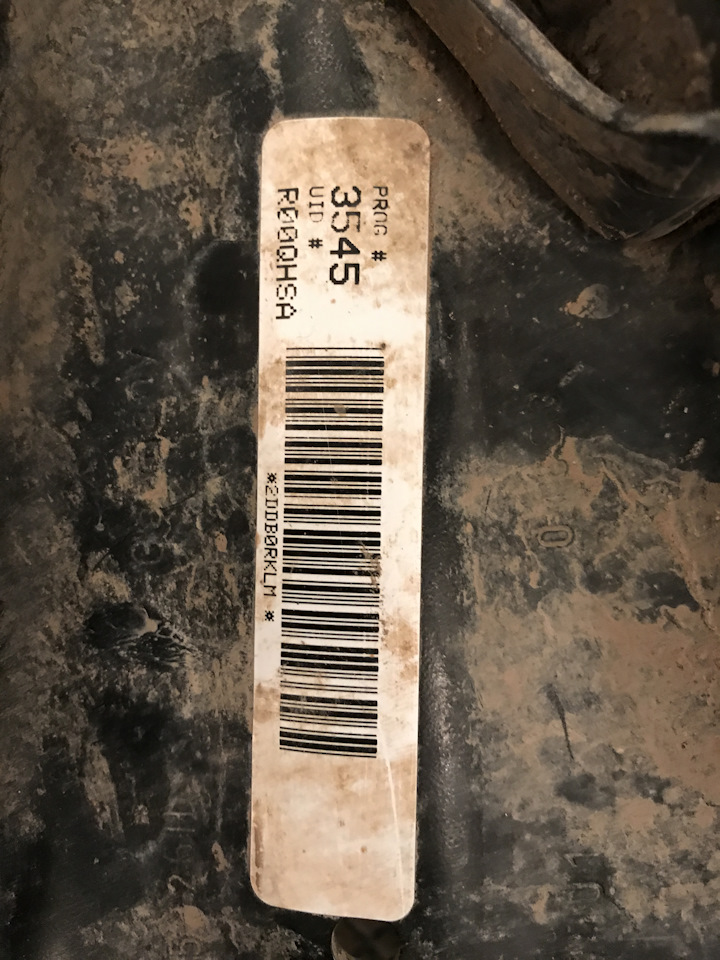 PROG #
3545
UID #
R00QHSA
*2DDB0RKLM *